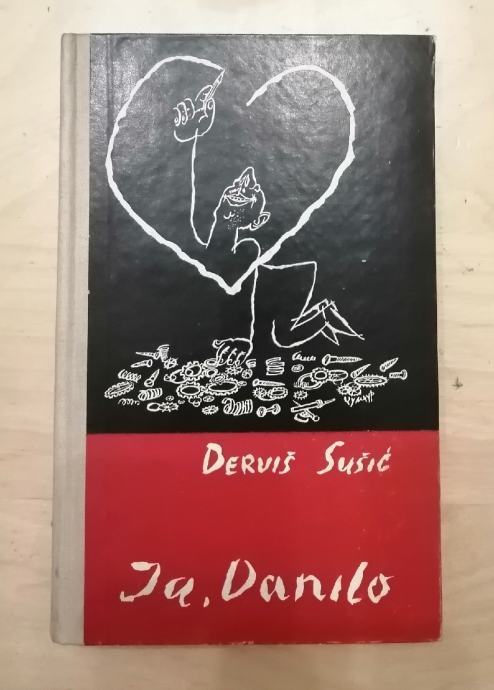 Derviš Sušić
Ja, Danilo